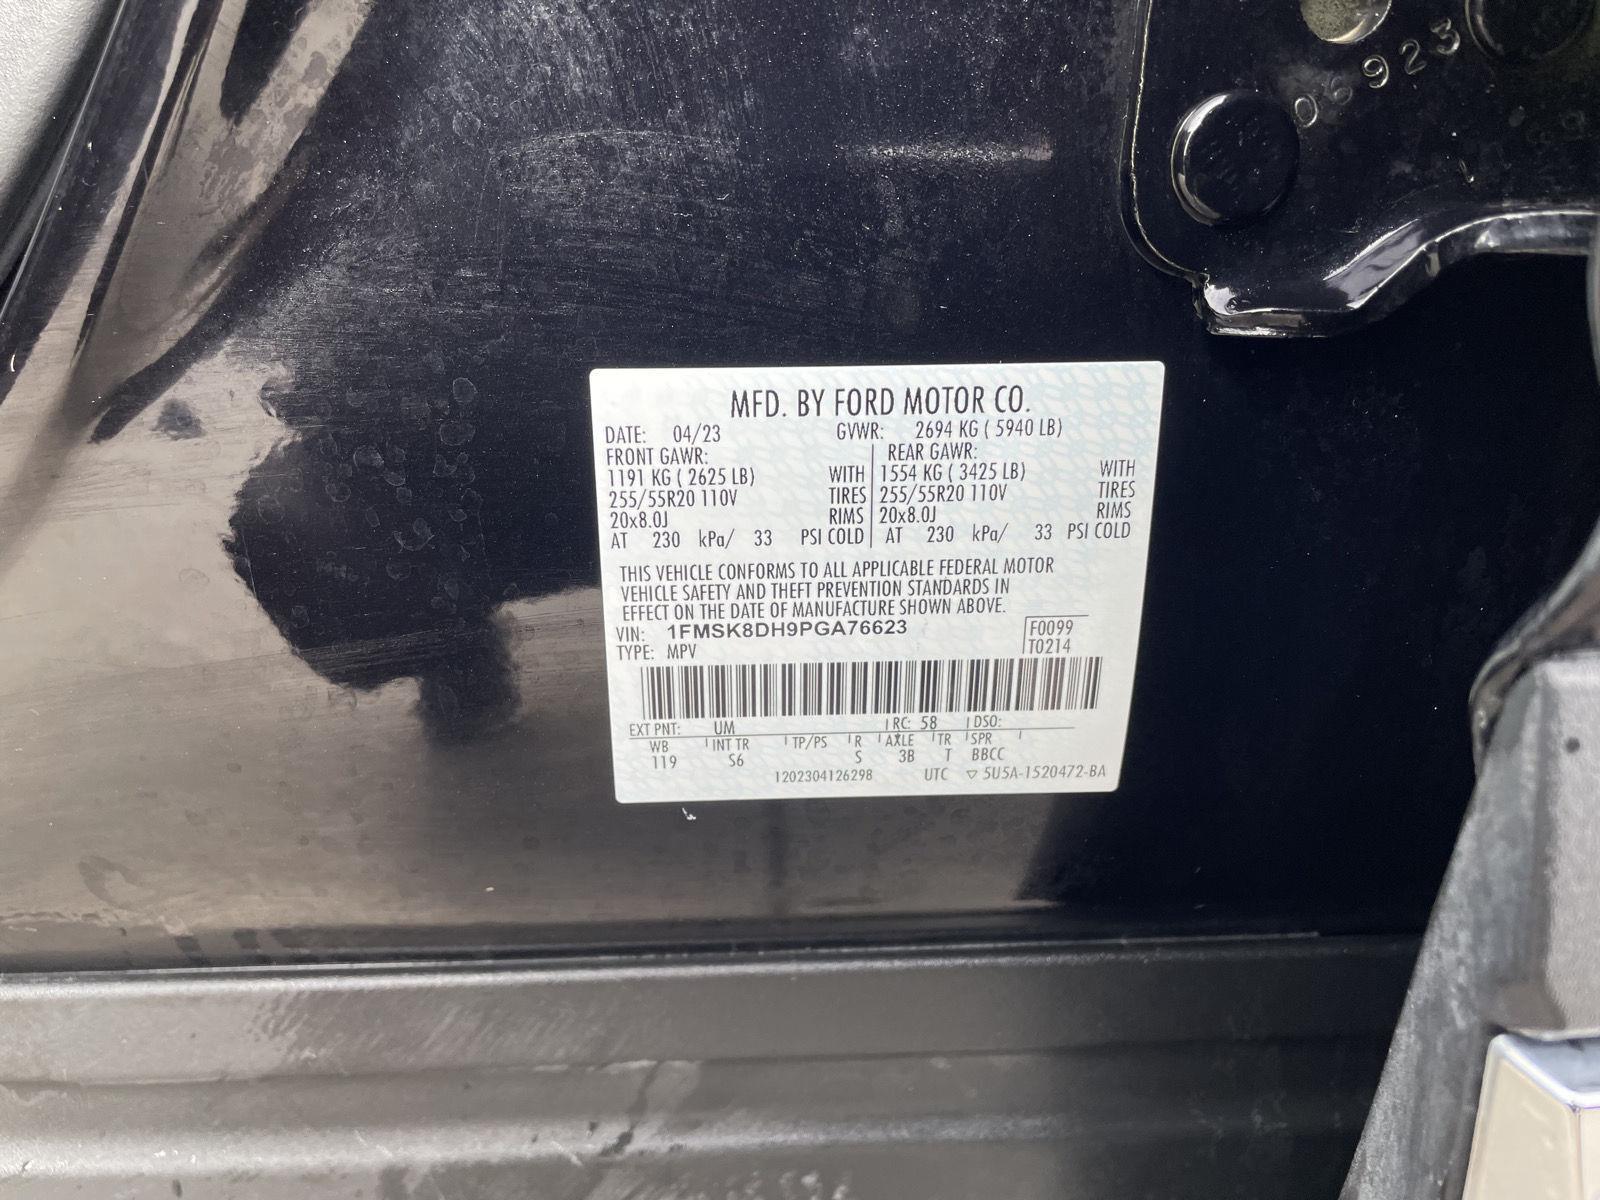 06923
MFD. BY FORD MOTOR CO.
DATE: 04/23 GVWR: 2694 KG ( 5940 LB)
FRONT GAWR: REAR GAWR:
1191 KG ( 2625 LB) WITH 1554 KG ( 3425 LB) WITH
255/55R20 110V TIRES 255/55R20 110V TIRES
20x8.0J RIMS 20x8.0J RIMS
AT 230 kPa/ 33 PSI COLD AT 230 kPa/ 33 PSI COLD
THIS VEHICLE CONFORMS TO ALL APPLICABLE FEDERAL MOTOR
VEHICLE SAFETY AND THEFT PREVENTION STANDARDS IN
EFFECT ON THE DATE OF MANUFACTURE SHOWN ABOVE.
VIN: 1FMSK8DH9PGA76623 F0099
TYPE: MPV T0214
EXT PNT: UM RC: 58 DSO:
WB INT TR TP/PS R AXLE TR SPR
119 S6 S 3B T BBCC
1202304126298 UTC ▽ 5U5A-1520472-BA